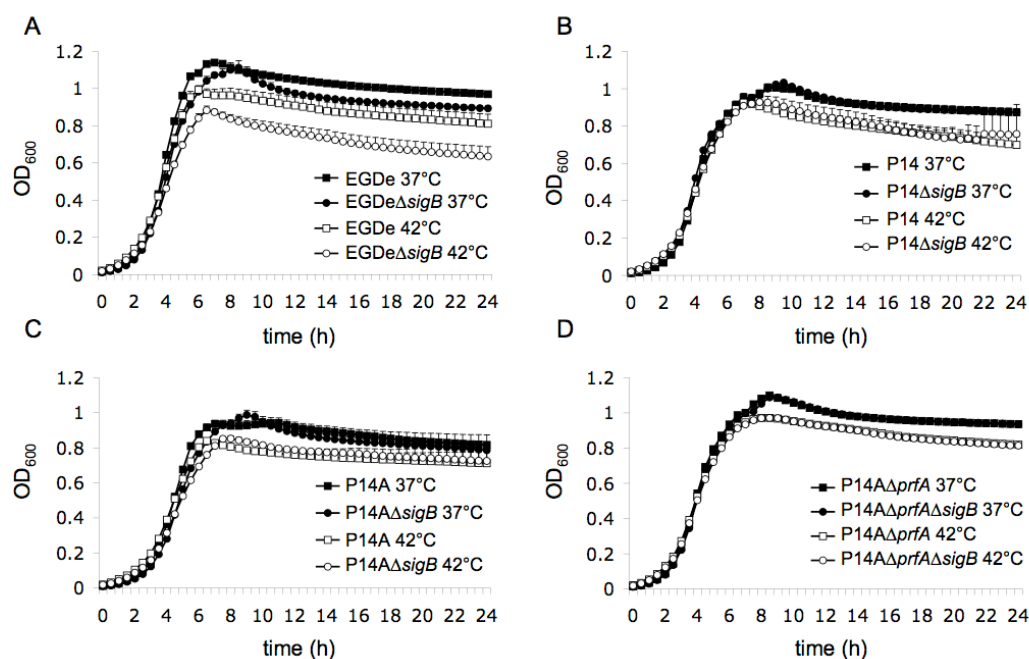 A
1.2
1
0.8
0.6
0.4
0.2
0
OD600
EGDe 37°C
EGDeΔsigB 37°C
EGDe 42°C
EGDeΔsigB 42°C
0 2 4 6 8 10 12 14 16 18 20 22 24
time (h)
B
1.2
1
0.8
0.6
0.4
0.2
0
OD600
P14 37°C
P14ΔsigB 37°C
P14 42°C
P14ΔsigB 42°C
0 2 4 6 8 10 12 14 16 18 20 22 24
time (h)
C
1.2
1
0.8
0.6
0.4
0.2
0
OD600
P14A 37°C
P14AΔsigB 37°C
P14A 42°C
P14AΔsigB 42°C
0 2 4 6 8 10 12 14 16 18 20 22 24
time (h)
D
1.2
1
0.8
0.6
0.4
0.2
0
OD600
P14AΔprfA 37°C
P14AΔprfAΔsigB 37°C
P14AΔprfA 42°C
P14AΔprfAΔsigB 42°C
0 2 4 6 8 10 12 14 16 18 20 22 24
time (h)